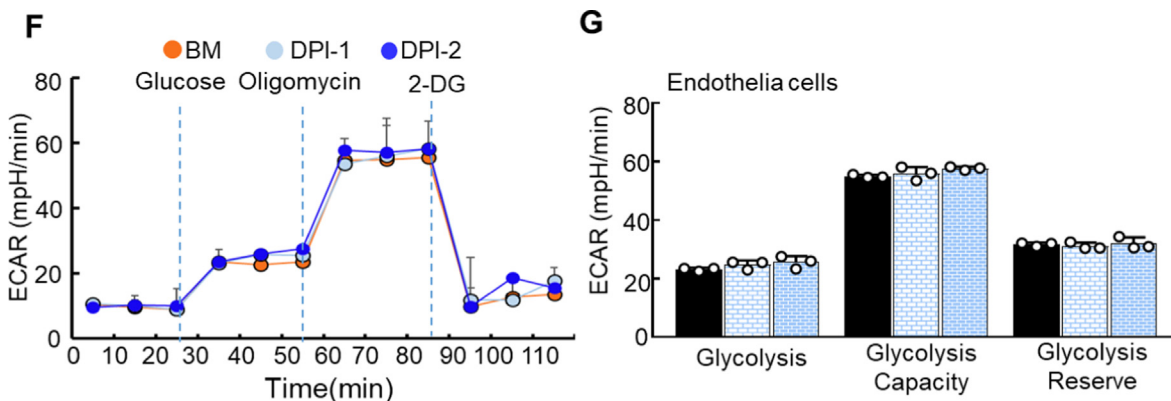 F
BM DPI-1 DPI-2
Glucose Oligomycin 2-DG
ECAR (mpH/min)
80
60
40
20
0
0 10 20 30 40 50 60 70 80 90 100 110
Time(min)
G
Endothelia cells
ECAR (mpH/min)
80
60
40
20
0
Glycolysis
Glycolysis
Capacity
Glycolysis
Reserve